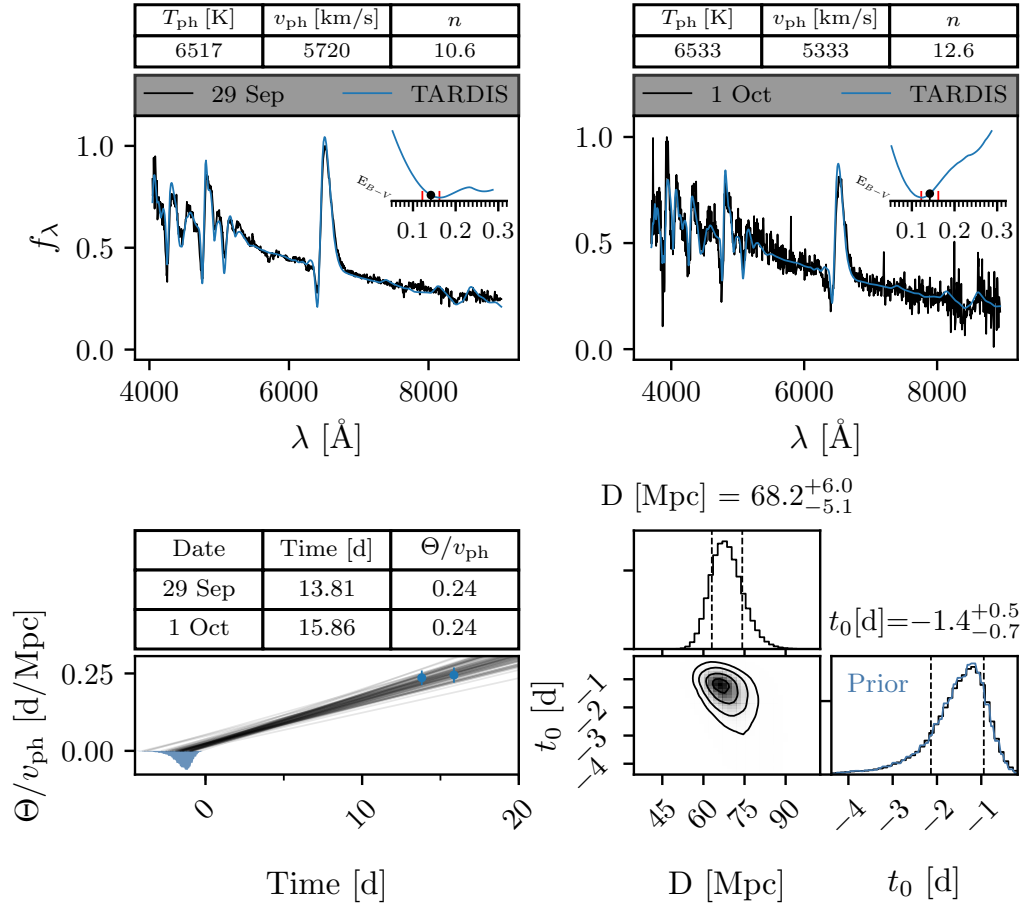 T_ph [K] v_ph [km/s] n
6517 5720 10.6
29 Sep TARDIS
1.0
0.5
0.0
f_λ
E_{B−V}
0.1 0.2 0.3
4000 6000 8000
λ [Å]
T_ph [K] v_ph [km/s] n
6533 5333 12.6
1 Oct TARDIS
1.0
0.5
0.0
E_{B−V}
0.1 0.2 0.3
4000 6000 8000
λ [Å]
Date Time [d] Θ/v_ph
29 Sep 13.81 0.24
1 Oct 15.86 0.24
0.25
0.00
Θ/v_ph [d/Mpc]
0 20
Time [d]
D [Mpc] = 68.2^{+6.0}_{−5.1}
t_0[d]=−1.4^{+0.5}_{−0.7}
−1
−2
−3
−4
t_0 [d]
45 60 75 90
D [Mpc]
Prior
−4 −3 −2 −1
t_0 [d]